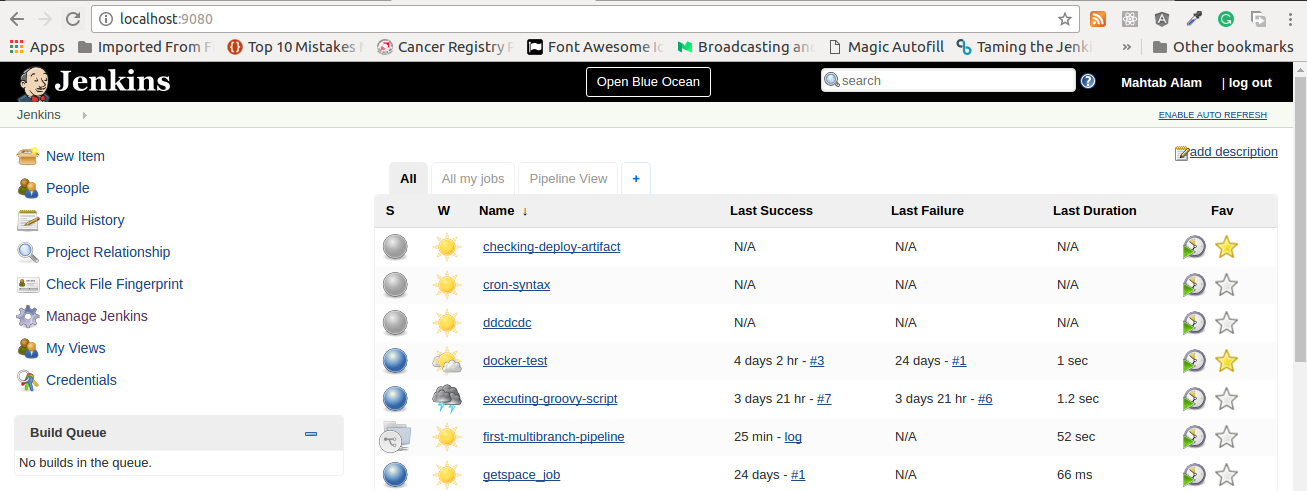 localhost:9080
Apps Imported From F Top 10 Mistakes Cancer Registry Font Awesome Ic Broadcasting an Magic Autofill Taming the Jenki » Other bookmarks
Jenkins Open Blue Ocean search Mahtab Alam | log out
Jenkins ENABLE AUTO REFRESH
add description
New Item
People
Build History
Project Relationship
Check File Fingerprint
Manage Jenkins
My Views
Credentials
Build Queue
No builds in the queue.
All All my jobs Pipeline View +
S W Name ↓ Last Success Last Failure Last Duration Fav
checking-deploy-artifact N/A N/A N/A
cron-syntax N/A N/A N/A
ddcdcdc N/A N/A N/A
docker-test 4 days 2 hr - #3 24 days - #1 1 sec
executing-groovy-script 3 days 21 hr - #7 3 days 21 hr - #6 1.2 sec
first-multibranch-pipeline 25 min - log N/A 52 sec
getspace_job 24 days - #1 N/A 66 ms